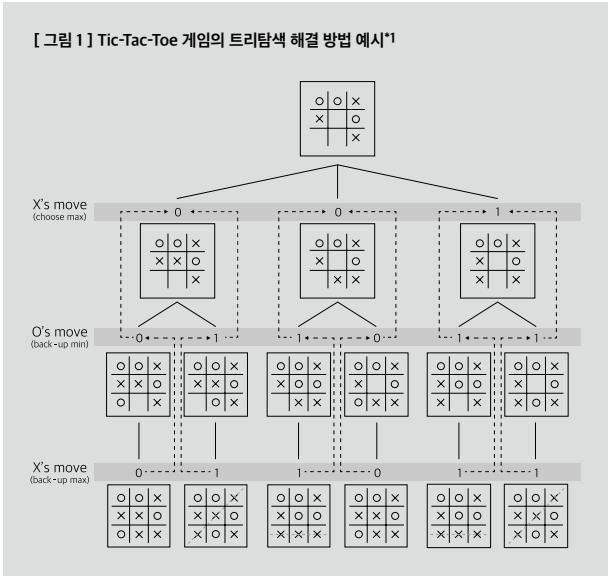 [ 그림 1 ] Tic-Tac-Toe 게임의 트리탐색 해결 방법 예시*1
O O X
X O
X
X's move
(choose max)
0 0 1
O O X O O X O O X
X X O X O X O
X X X X X
O's move
(back-up min)
0 1 1 0 1 1
O O X O O X O O X O O X O O X O O X
X X O X X O X O O X O X O O X O
O X O X X X O X X X X O X X
X's move
(back-up max)
0 1 1 0 1 1
O O X O O X O O X O O X O O X O O X
X X O X X O X O O X X O X O O X X O
O X X X O X X X X O X X X X X O X X